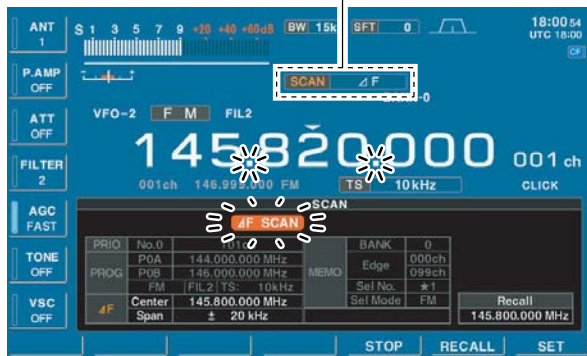 ANT
1
S 1 3 5 7 9 +20 +40 +60dB
BW 15k
SFT 0
18:00 54
UTC 18:00
CF
P.AMP
OFF
SCAN ⊿F
-0
ATT
OFF
VFO-2 FM FIL2
145.820.000
001 ch
FILTER
2
001ch 146.999.000 FM
TS 10kHz
CLICK
AGC
FAST
SCAN
⊿F SCAN
PRIO No.0
BANK 0
TONE
OFF
PROG P0A 144.000.000 MHz
MEMO Edge 000ch
P0B 146.000.000 MHz
099ch
FM FIL2 TS: 10kHz
Sel No. ★1
VSC
OFF
⊿F Center 145.800.000 MHz
Sel Mode FM
Recall
Span ± 20 kHz
145.800.000 MHz
STOP RECALL SET